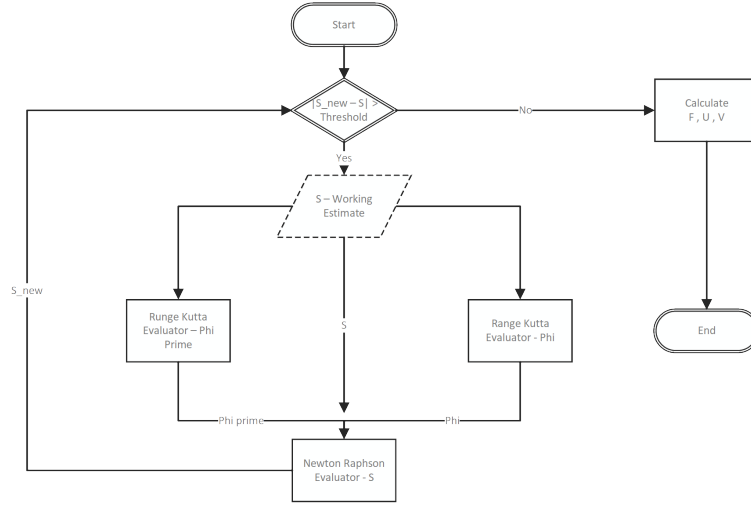 Start
|S_new – S| >
Threshold
No
Calculate
F , U , V
Yes
S – Working
Estimate
S_new
Runge Kutta
Evaluator – Phi
Prime
S
Range Kutta
Evaluator - Phi
End
Phi prime
Phi
Newton Raphson
Evaluator - S